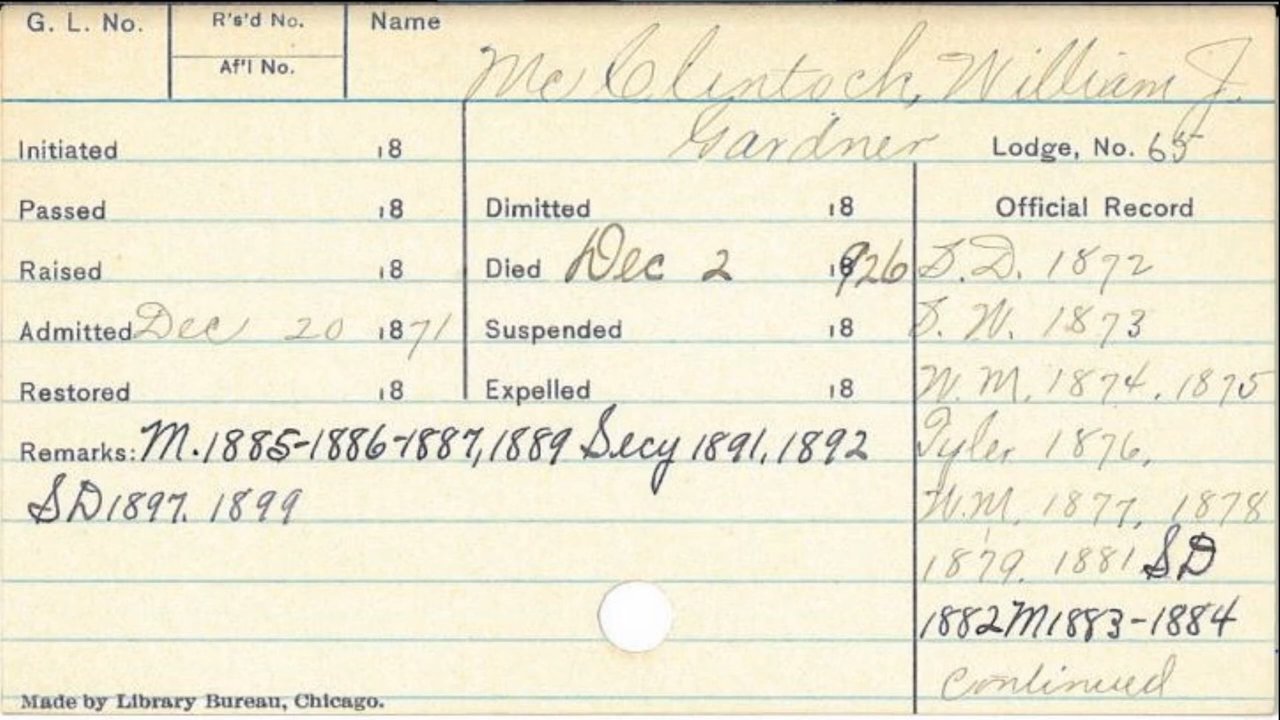 G. L. No. R's'd No. Name
Af'l No.
Mc Clintock, William J.
Gardner Lodge, No. 65
Initiated 18
Passed 18 Dimitted 18 Official Record
Raised 18 Died Dec 2 1926 S.D. 1872
Admitted Dec 20 1871 Suspended 18 S. W. 1873
Restored 18 Expelled 18 W. M. 1874, 1875
Remarks: M. 1885-1886-1887, 1889 Secy 1891, 1892 Tyler 1876,
SD 1897. 1899 W.M. 1877, 1878
1879. 1881 SD
1882 M 1883-1884
continued
Made by Library Bureau, Chicago.